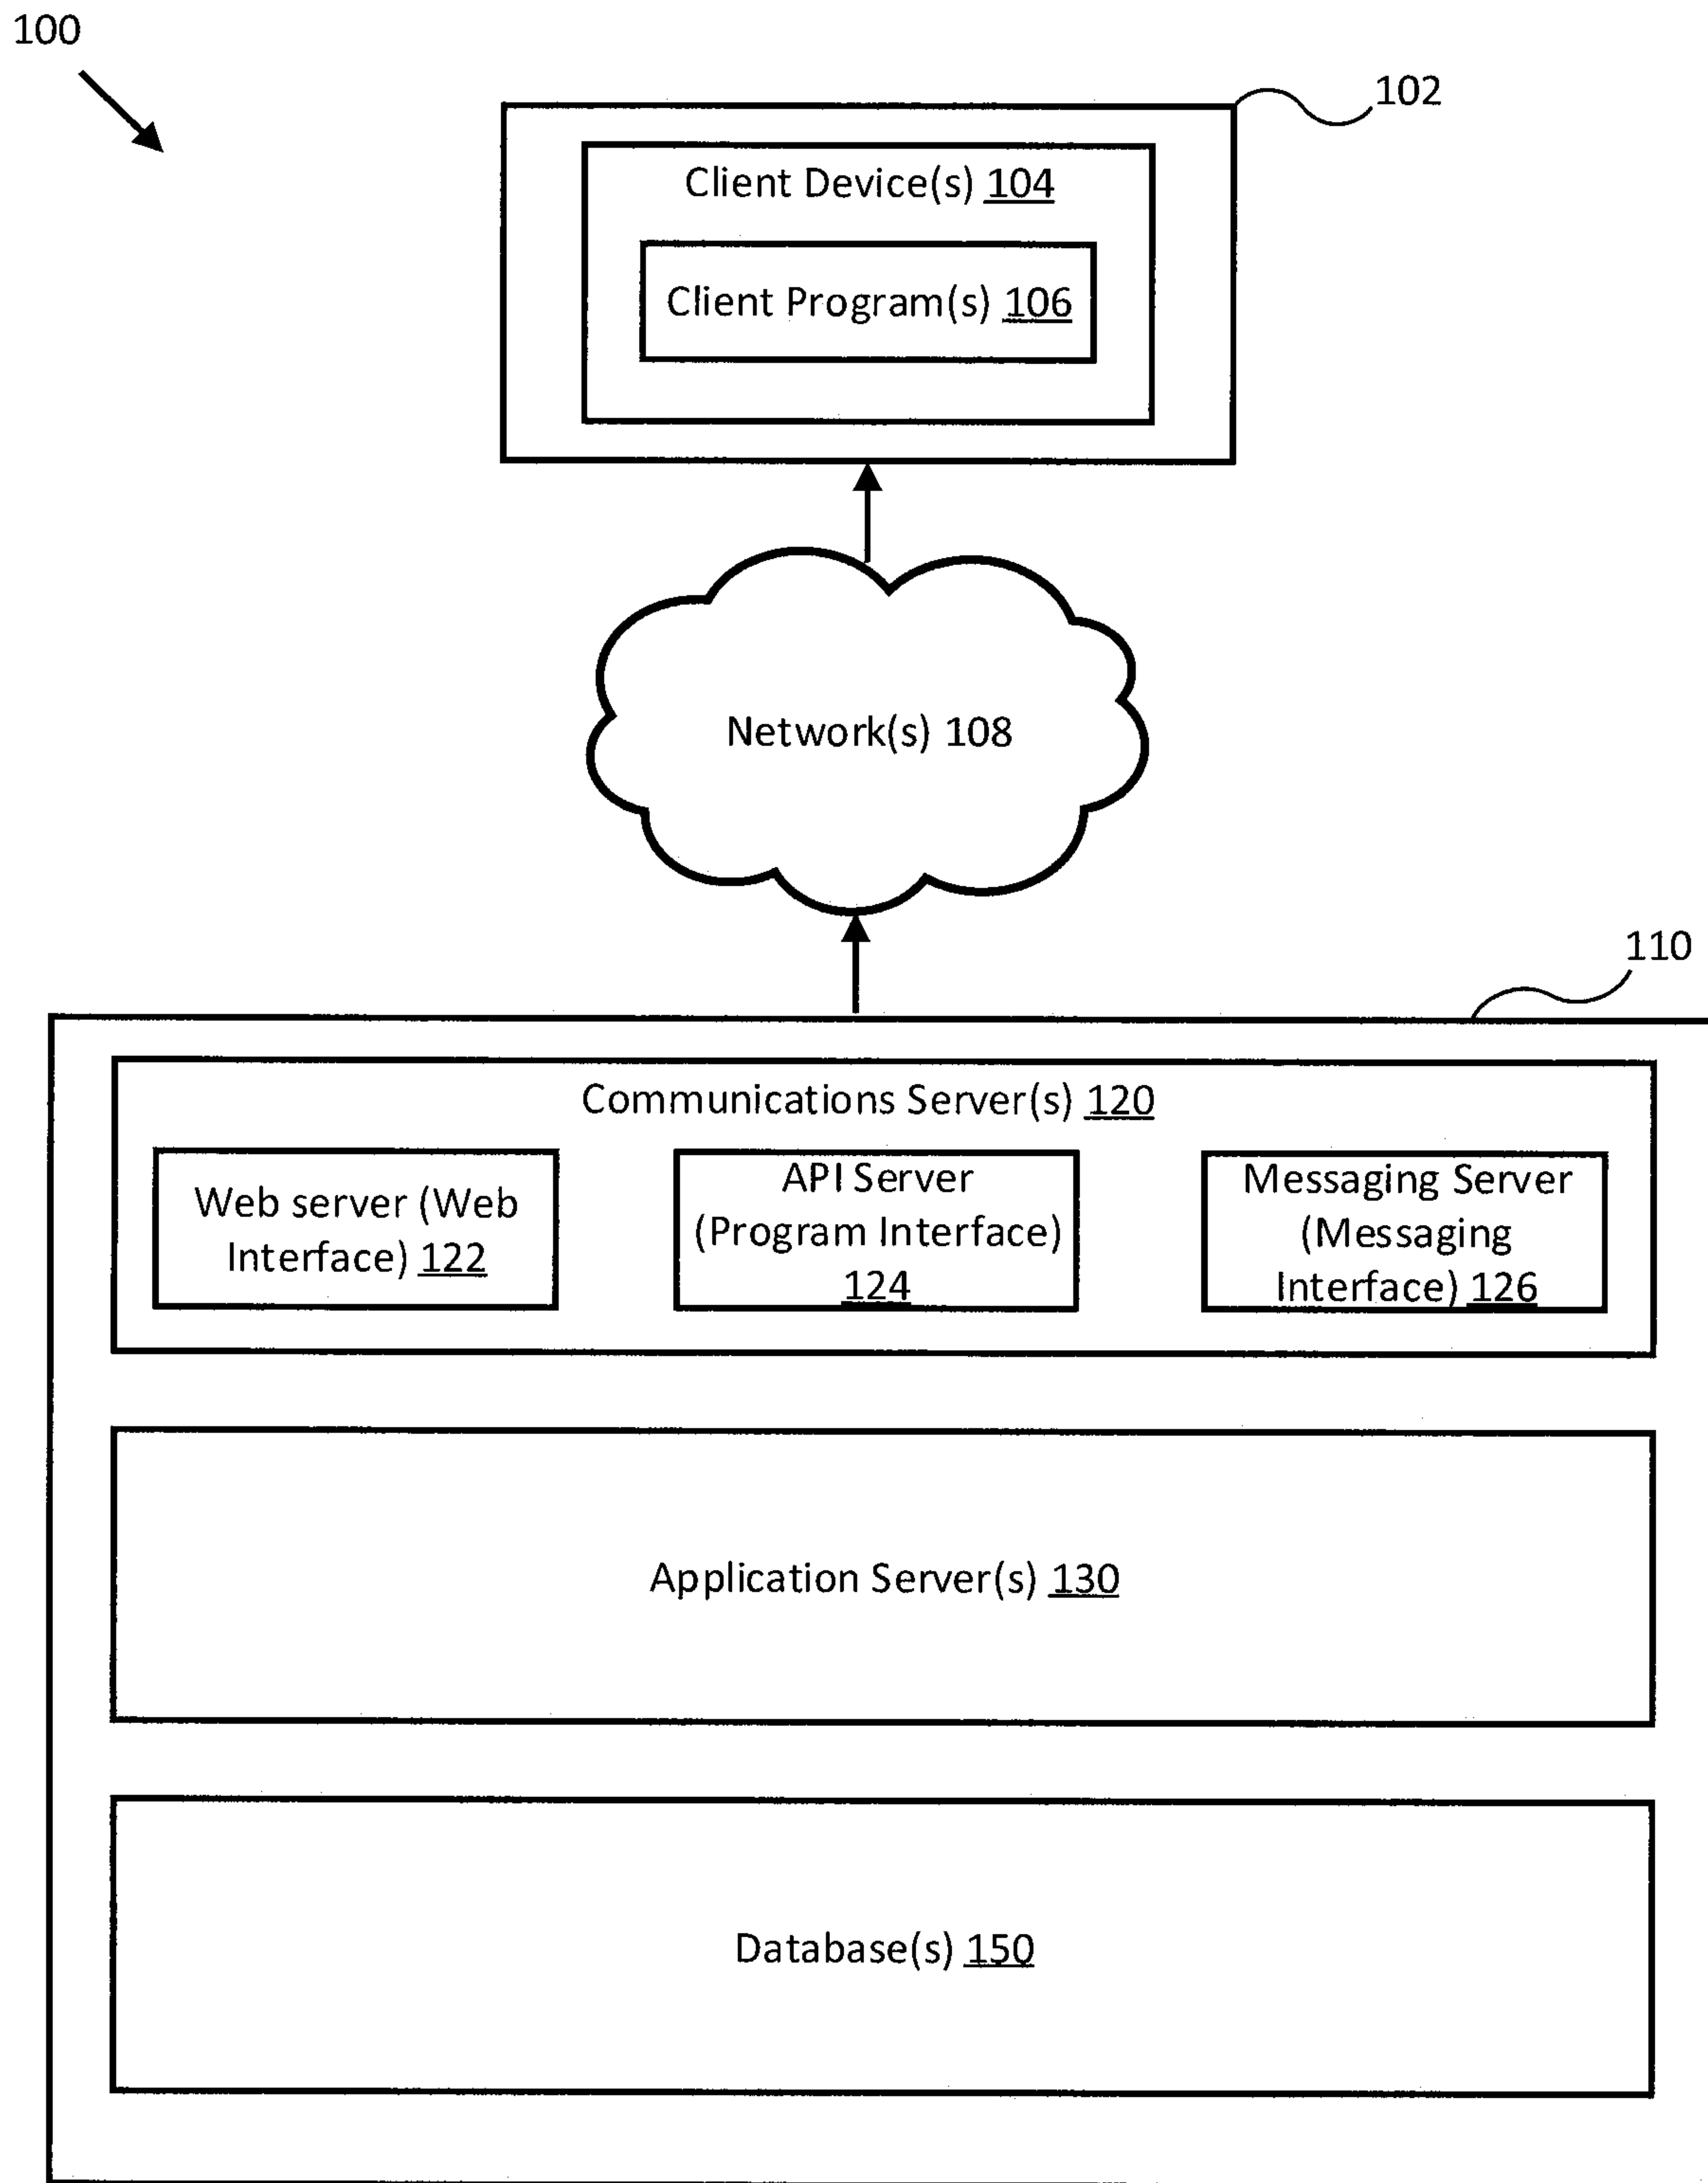 100
102
Client Device(s) 104
Client Program(s) 106
Network(s) 108
110
Communications Server(s) 120
Web server (Web
Interface) 122
API Server
(Program Interface)
124
Messaging Server
(Messaging
Interface) 126
Application Server(s) 130
Database(s) 150